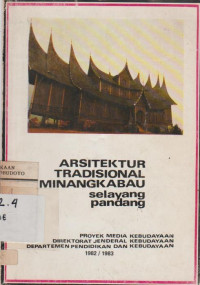 ARSITEKTUR
TRADISIONAL
MINANGKABAU
selayang
pandang
PROYEK MEDIA KEBUDAYAAN
DIREKTORAT JENDERAL KEBUDAYAAN
DEPARTEMEN PENDIDIKAN DAN KEBUDAYAAN
1982 / 1983